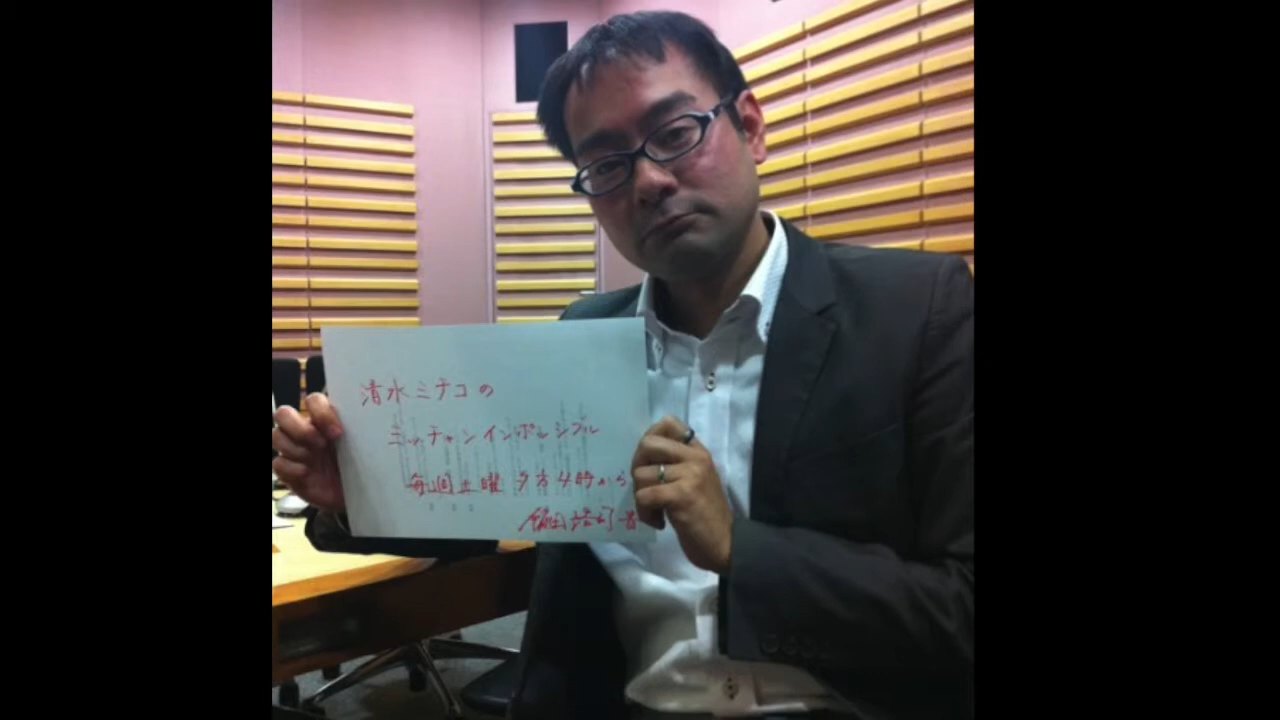 清水ミチコの
ミッチャンインポッシブル
毎週土曜 夕方4時から